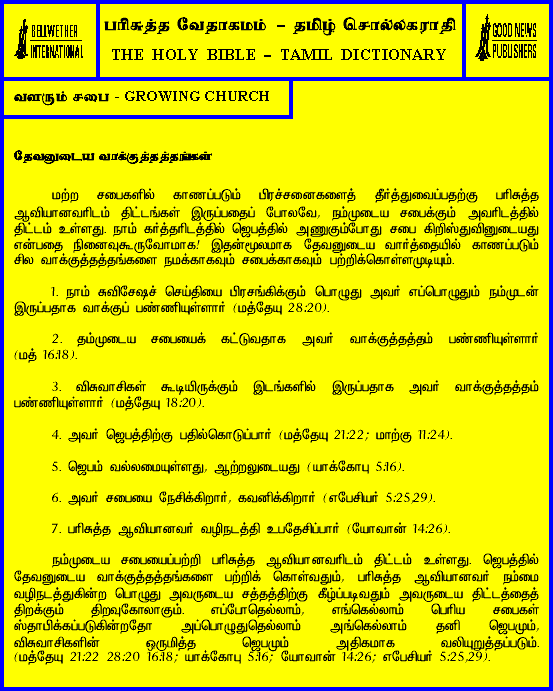 BELLWETHER
INTERNATIONAL
பரிசுத்த வேதாகமம் – தமிழ் சொல்லகராதி
THE HOLY BIBLE – TAMIL DICTIONARY
GOOD NEWS
PUBLISHERS
வளரும் சபை - GROWING CHURCH
தேவனுடைய வாக்குத்தத்தங்கள்
மற்ற சபைகளில் காணப்படும் பிரச்சனைகளைத் தீர்த்துவைப்பதற்கு பரிசுத்த
ஆவியானவரிடம் திட்டங்கள் இருப்பதைப் போலவே, நம்முடைய சபைக்கும் அவரிடத்தில்
திட்டம் உள்ளது. நாம் கர்த்தரிடத்தில் ஜெபத்தில் அணுகும்போது சபை கிறிஸ்துவினுடையது
என்பதை நினைவுகூருவோமாக! இதன்மூலமாக தேவனுடைய வார்த்தையில் காணப்படும்
சில வாக்குத்தத்தங்களை நமக்காகவும் சபைக்காகவும் பற்றிக்கொள்ளமுடியும்.
1. நாம் சுவிசேஷச் செய்தியை பிரசங்கிக்கும் பொழுது அவர் எப்பொழுதும் நம்முடன்
இருப்பதாக வாக்குப் பண்ணியுள்ளார் (மத்தேயு 28:20).
2. தம்முடைய சபையைக் கட்டுவதாக அவர் வாக்குத்தத்தம் பண்ணியுள்ளார்
(மத் 16:18).
3. விசுவாசிகள் கூடியிருக்கும் இடங்களில் இருப்பதாக அவர் வாக்குத்தத்தம்
பண்ணியுள்ளார் (மத்தேயு 18:20).
4. அவர் ஜெபத்திற்கு பதில்கொடுப்பார் (மத்தேயு 21:22; மாற்கு 11:24).
5. ஜெபம் வல்லமையுள்ளது, ஆற்றலுடையது (யாக்கோபு 5:16).
6. அவர் சபையை நேசிக்கிறார், கவனிக்கிறார் (எபேசியர் 5:25,29).
7. பரிசுத்த ஆவியானவர் வழிநடத்தி உபதேசிப்பார் (யோவான் 14:26).
நம்முடைய சபையைப்பற்றி பரிசுத்த ஆவியானவரிடம் திட்டம் உள்ளது. ஜெபத்தில்
தேவனுடைய வாக்குத்தத்தங்களை பற்றிக் கொள்வதும், பரிசுத்த ஆவியானவர் நம்மை
வழிநடத்துகின்ற பொழுது அவருடைய சத்தத்திற்கு கீழ்ப்படிவதும் அவருடைய திட்டத்தைத்
திறக்கும் திறவுகோலாகும். எப்போதெல்லாம், எங்கெல்லாம் பெரிய சபைகள்
ஸ்தாபிக்கப்படுகின்றதோ அப்பொழுதெல்லாம் அங்கெல்லாம் தனி ஜெபமும்,
விசுவாசிகளின் ஒருமித்த ஜெபமும் அதிகமாக வலியுறுத்தப்படும்.
(மத்தேயு 21:22 28:20 16:18; யாக்கோபு 5:16; யோவான் 14:26; எபேசியர் 5:25,29).